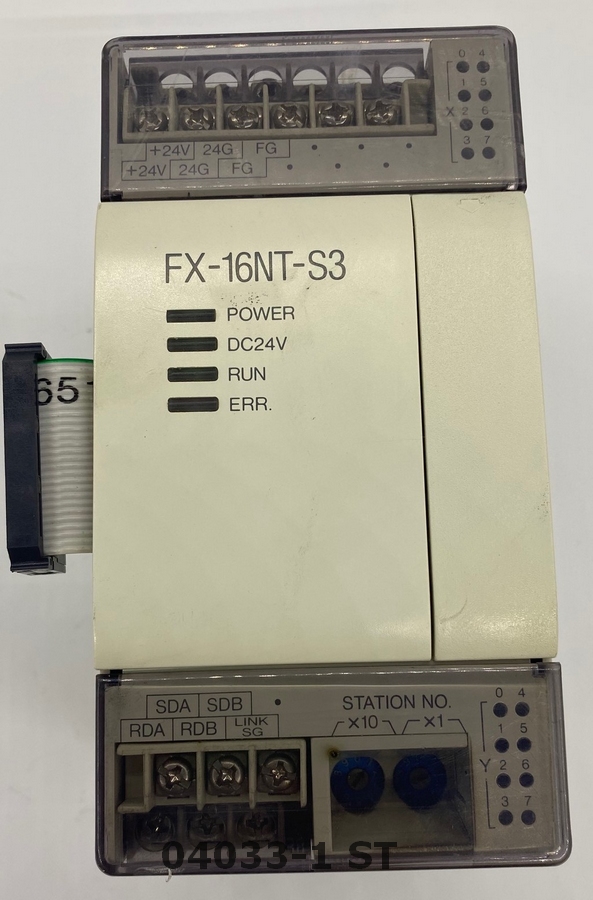 0 4
1 5
X 2 6
3 7
+24V 24G FG • • •
+24V 24G FG • • •
FX-16NT-S3
POWER
DC24V
RUN
ERR.
651
SDA SDB •
RDA RDB LINK SG
STATION NO.
×10 ×1
0 4
1 5
Y 2 6
3 7
04033-1 ST